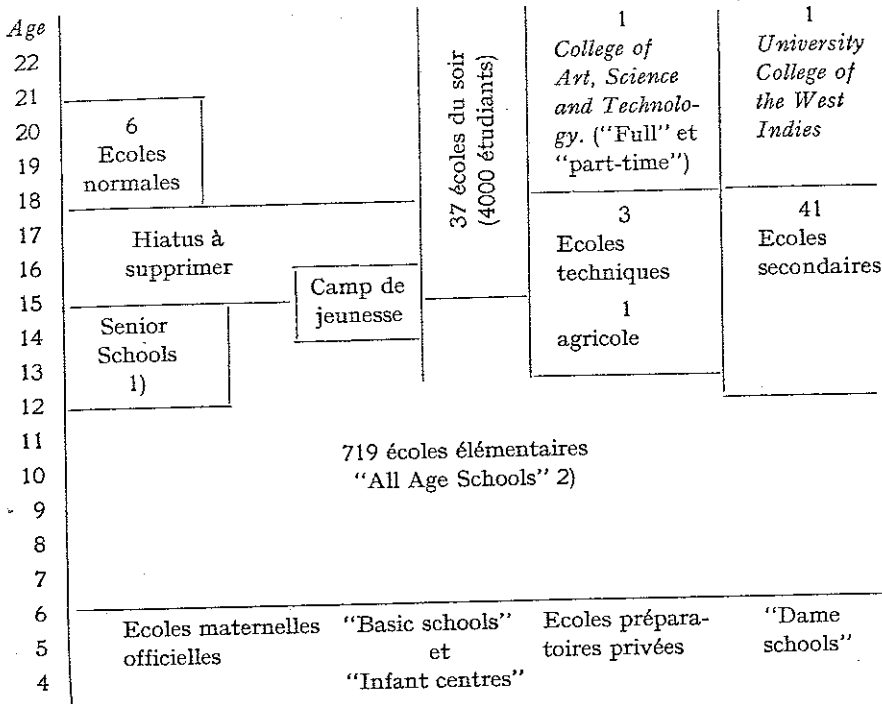 Age
22
21
20
19
18
17
16
15
14
13
12
11
10
9
8
7
6
5
4
6
Ecoles
normales
Hiatus à
supprimer
Senior
Schools
1)
Camp de
jeunesse
37 écoles du soir
(4000 étudiants)
1
College of
Art, Science
and Technolo-
gy. (“Full” et
“part-time”)
3
Ecoles
techniques
1
agricole
1
University
College of
the West
Indies
41
Ecoles
secondaires
719 écoles élémentaires
“All Age Schools” 2)
Ecoles maternelles
officielles
“Basic schools”
et
“Infant centres”
Ecoles prépara-
toires privées
“Dame
schools”